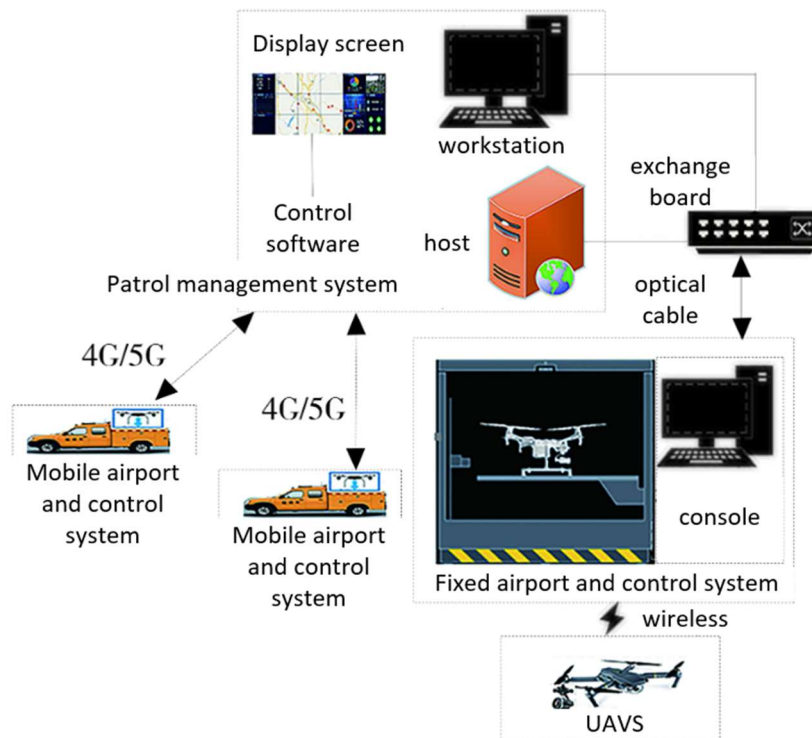 Display screen
workstation
exchange
board
Control
software
host
Patrol management system
optical
cable
4G/5G
4G/5G
Mobile airport
and control
system
Mobile airport
and control
system
console
Fixed airport and control system
wireless
UAVS